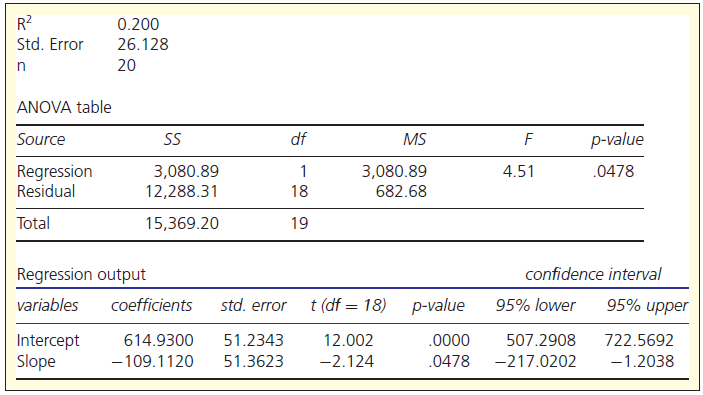 R² 0.200
Std. Error 26.128
n 20
ANOVA table
Source SS df MS F p-value
Regression 3,080.89 1 3,080.89 4.51 .0478
Residual 12,288.31 18 682.68
Total 15,369.20 19
Regression output confidence interval
variables coefficients std. error t (df = 18) p-value 95% lower 95% upper
Intercept 614.9300 51.2343 12.002 .0000 507.2908 722.5692
Slope −109.1120 51.3623 −2.124 .0478 −217.0202 −1.2038